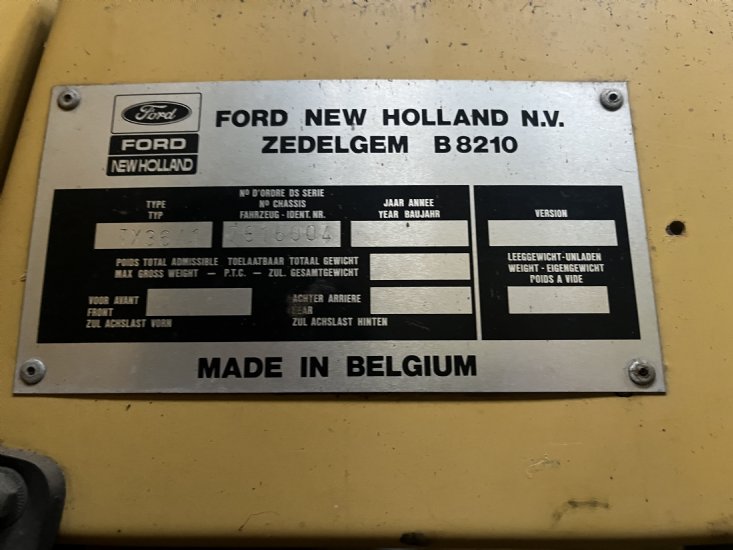 Ford
FORD
NEW HOLLAND
FORD NEW HOLLAND N.V.
ZEDELGEM B 8210
TYPE
TYP
Nº D'ORDRE DS SERIE
Nº CHASSIS
FAHRZEUG - IDENT. NR.
JAAR ANNEE
YEAR BAUJAHR
VERSION
POIDS TOTAL ADMISSIBLE TOELAATBAAR TOTAAL GEWICHT
MAX GROSS WEIGHT — P.T.C. — ZUL. GESAMTGEWICHT
LEEGGEWICHT - UNLADEN
WEIGHT - EIGENGEWICHT
POIDS A VIDE
VOOR AVANT
FRONT
ZUL ACHSLAST VORN
ACHTER ARRIERE
REAR
ZUL ACHSLAST HINTEN
MADE IN BELGIUM